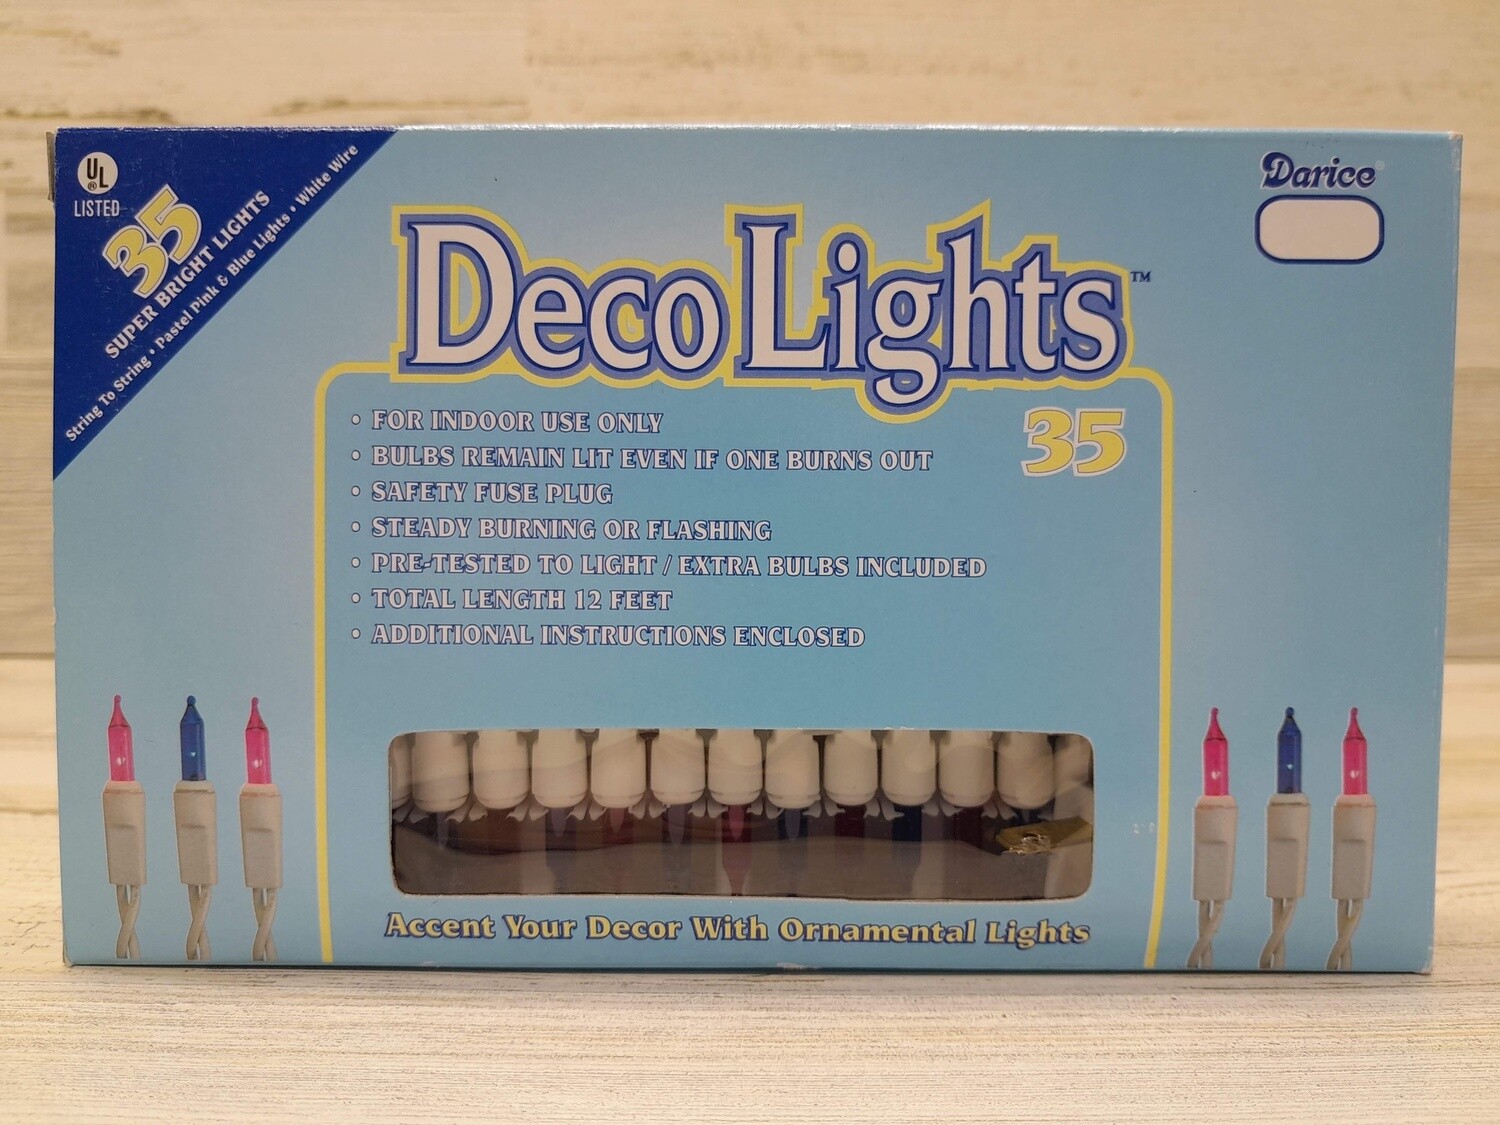 UL
®
LISTED
35
SUPER BRIGHT LIGHTS
String To String • Pastel Pink & Blue Lights • White Wire
Darice®
Deco Lights™
35
• FOR INDOOR USE ONLY
• BULBS REMAIN LIT EVEN IF ONE BURNS OUT
• SAFETY FUSE PLUG
• STEADY BURNING OR FLASHING
• PRE-TESTED TO LIGHT / EXTRA BULBS INCLUDED
• TOTAL LENGTH 12 FEET
• ADDITIONAL INSTRUCTIONS ENCLOSED
Accent Your Decor With Ornamental Lights